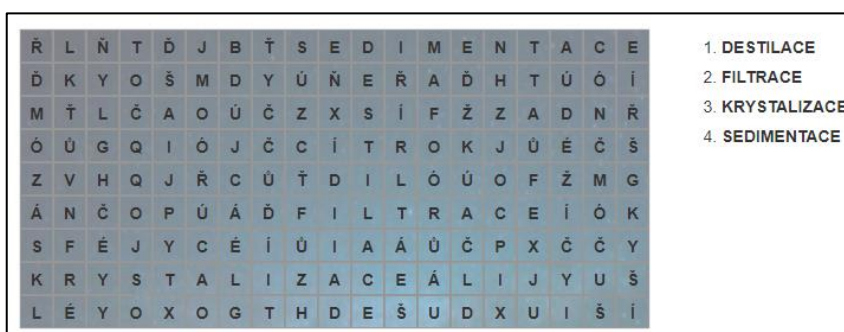 Ř L Ň T Ď J B Ť S E D I M E N T A C E
Ď K Y O Š M D Y Ú Ň E Ř A Ď H T Ú Ó Í
M Ť L Č A O Ú Č Z X S Í F Ž Z A D N Ř
Ó Ů G Q I Ó J Č C Í T R O K J Ů É Č Š
Z V H Q J Ř C Ů Ť D I L Ó Ú O F Ž M G
Á N Č O P Ú Á Ď F I L T R A C E Í Ó K
S F É J Y C É Í Ů I A Á Ů Č P X Č Č Y
K R Y S T A L I Z A C E Á L I J Y U Š
L É Y O X O G T H D E Š U D X U I Š Í
1. DESTILACE
2. FILTRACE
3. KRYSTALIZACE
4. SEDIMENTACE